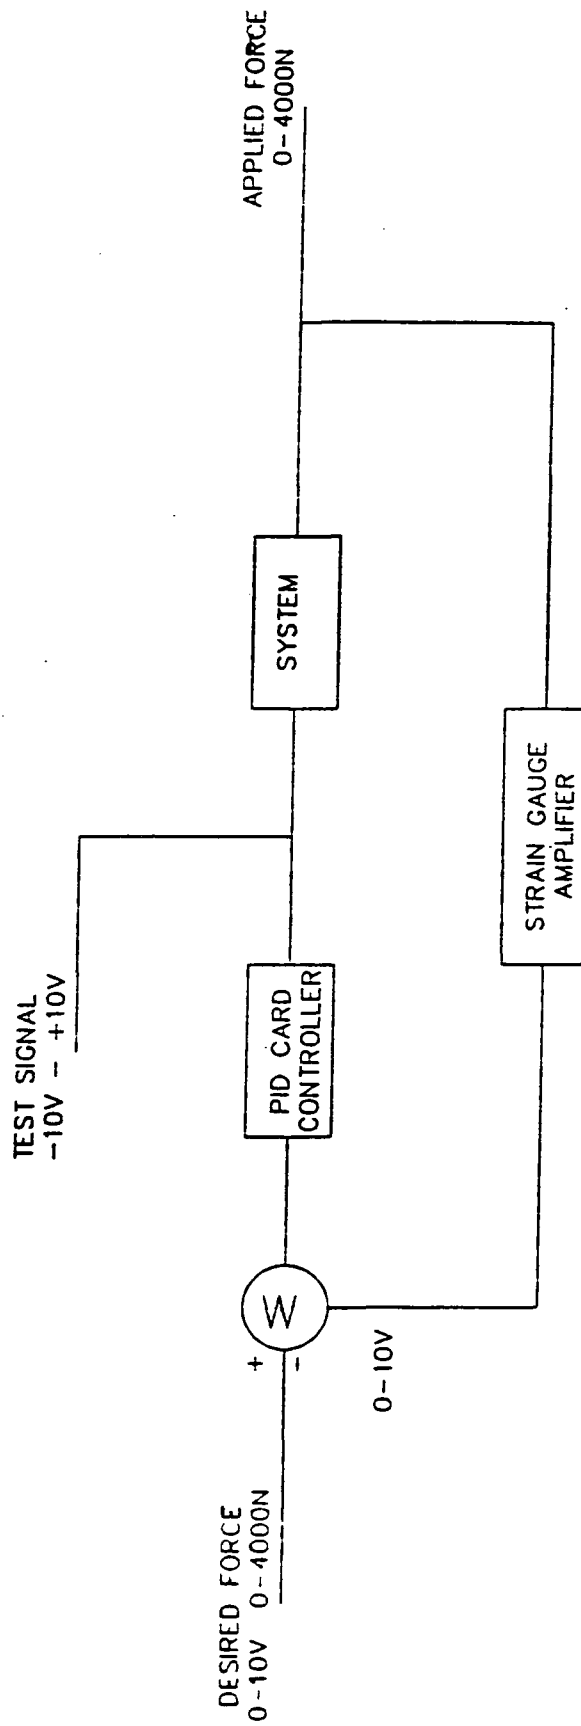 TEST SIGNAL
-10V - +10V
DESIRED FORCE
0-10V 0-4000N
+
-
W
0-10V
PID CARD
CONTROLLER
SYSTEM
APPLIED FORCE
0-4000N
STRAIN GAUGE
AMPLIFIER